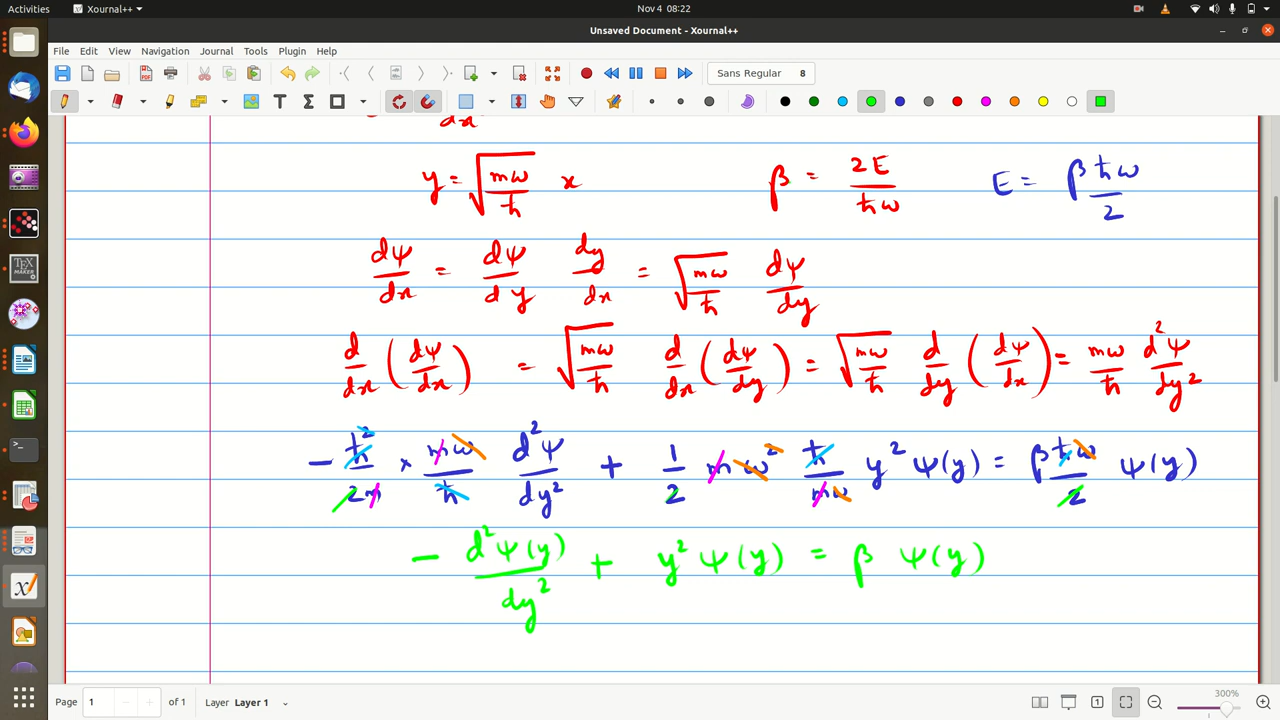 Activities Xournal++ Nov 4 08:22
Unsaved Document - Xournal++
File Edit View Navigation Journal Tools Plugin Help
Sans Regular 8
dx
y = √(mω/ħ) x β = 2E/ħω E = βħω/2
dψ/dx = dψ/dy dy/dx = √(mω/ħ) dψ/dy
d/dx (dψ/dx) = √(mω/ħ) d/dx (dψ/dy) = √(mω/ħ) d/dy (dψ/dx) = mω/ħ d²ψ/dy²
- ħ²/2m × mω/ħ d²ψ/dy² + 1/2 mω² ħ/mω y² ψ(y) = βħω/2 ψ(y)
- d²ψ(y)/dy² + y² ψ(y) = β ψ(y)
Page 1 of 1 Layer Layer 1 300%